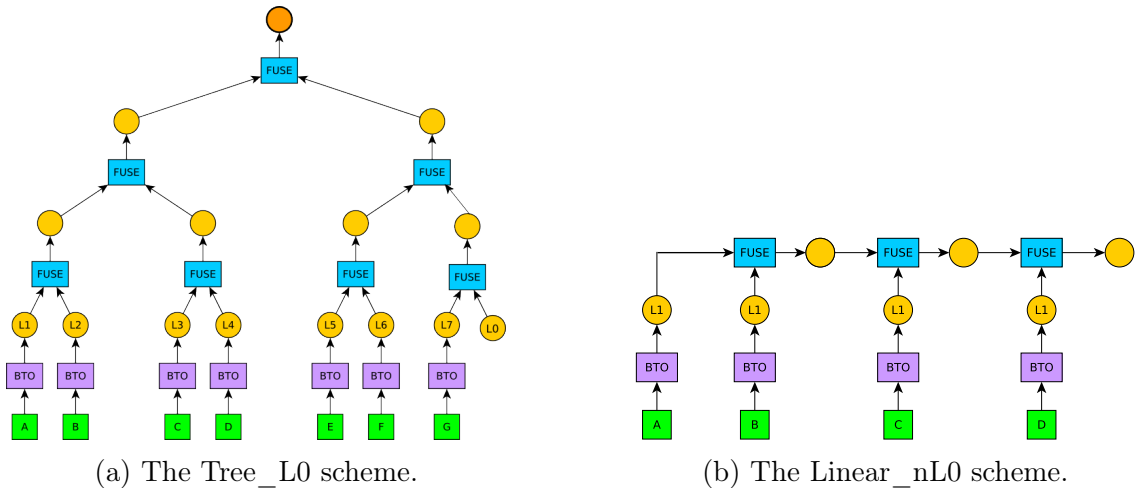 FUSE
FUSE FUSE
FUSE FUSE FUSE FUSE
L1 L2 L3 L4 L5 L6 L7 L0
BTO BTO BTO BTO BTO BTO BTO
A B C D E F G
(a) The Tree_L0 scheme.
FUSE FUSE FUSE
L1 L1 L1 L1
BTO BTO BTO BTO
A B C D
(b) The Linear_nL0 scheme.